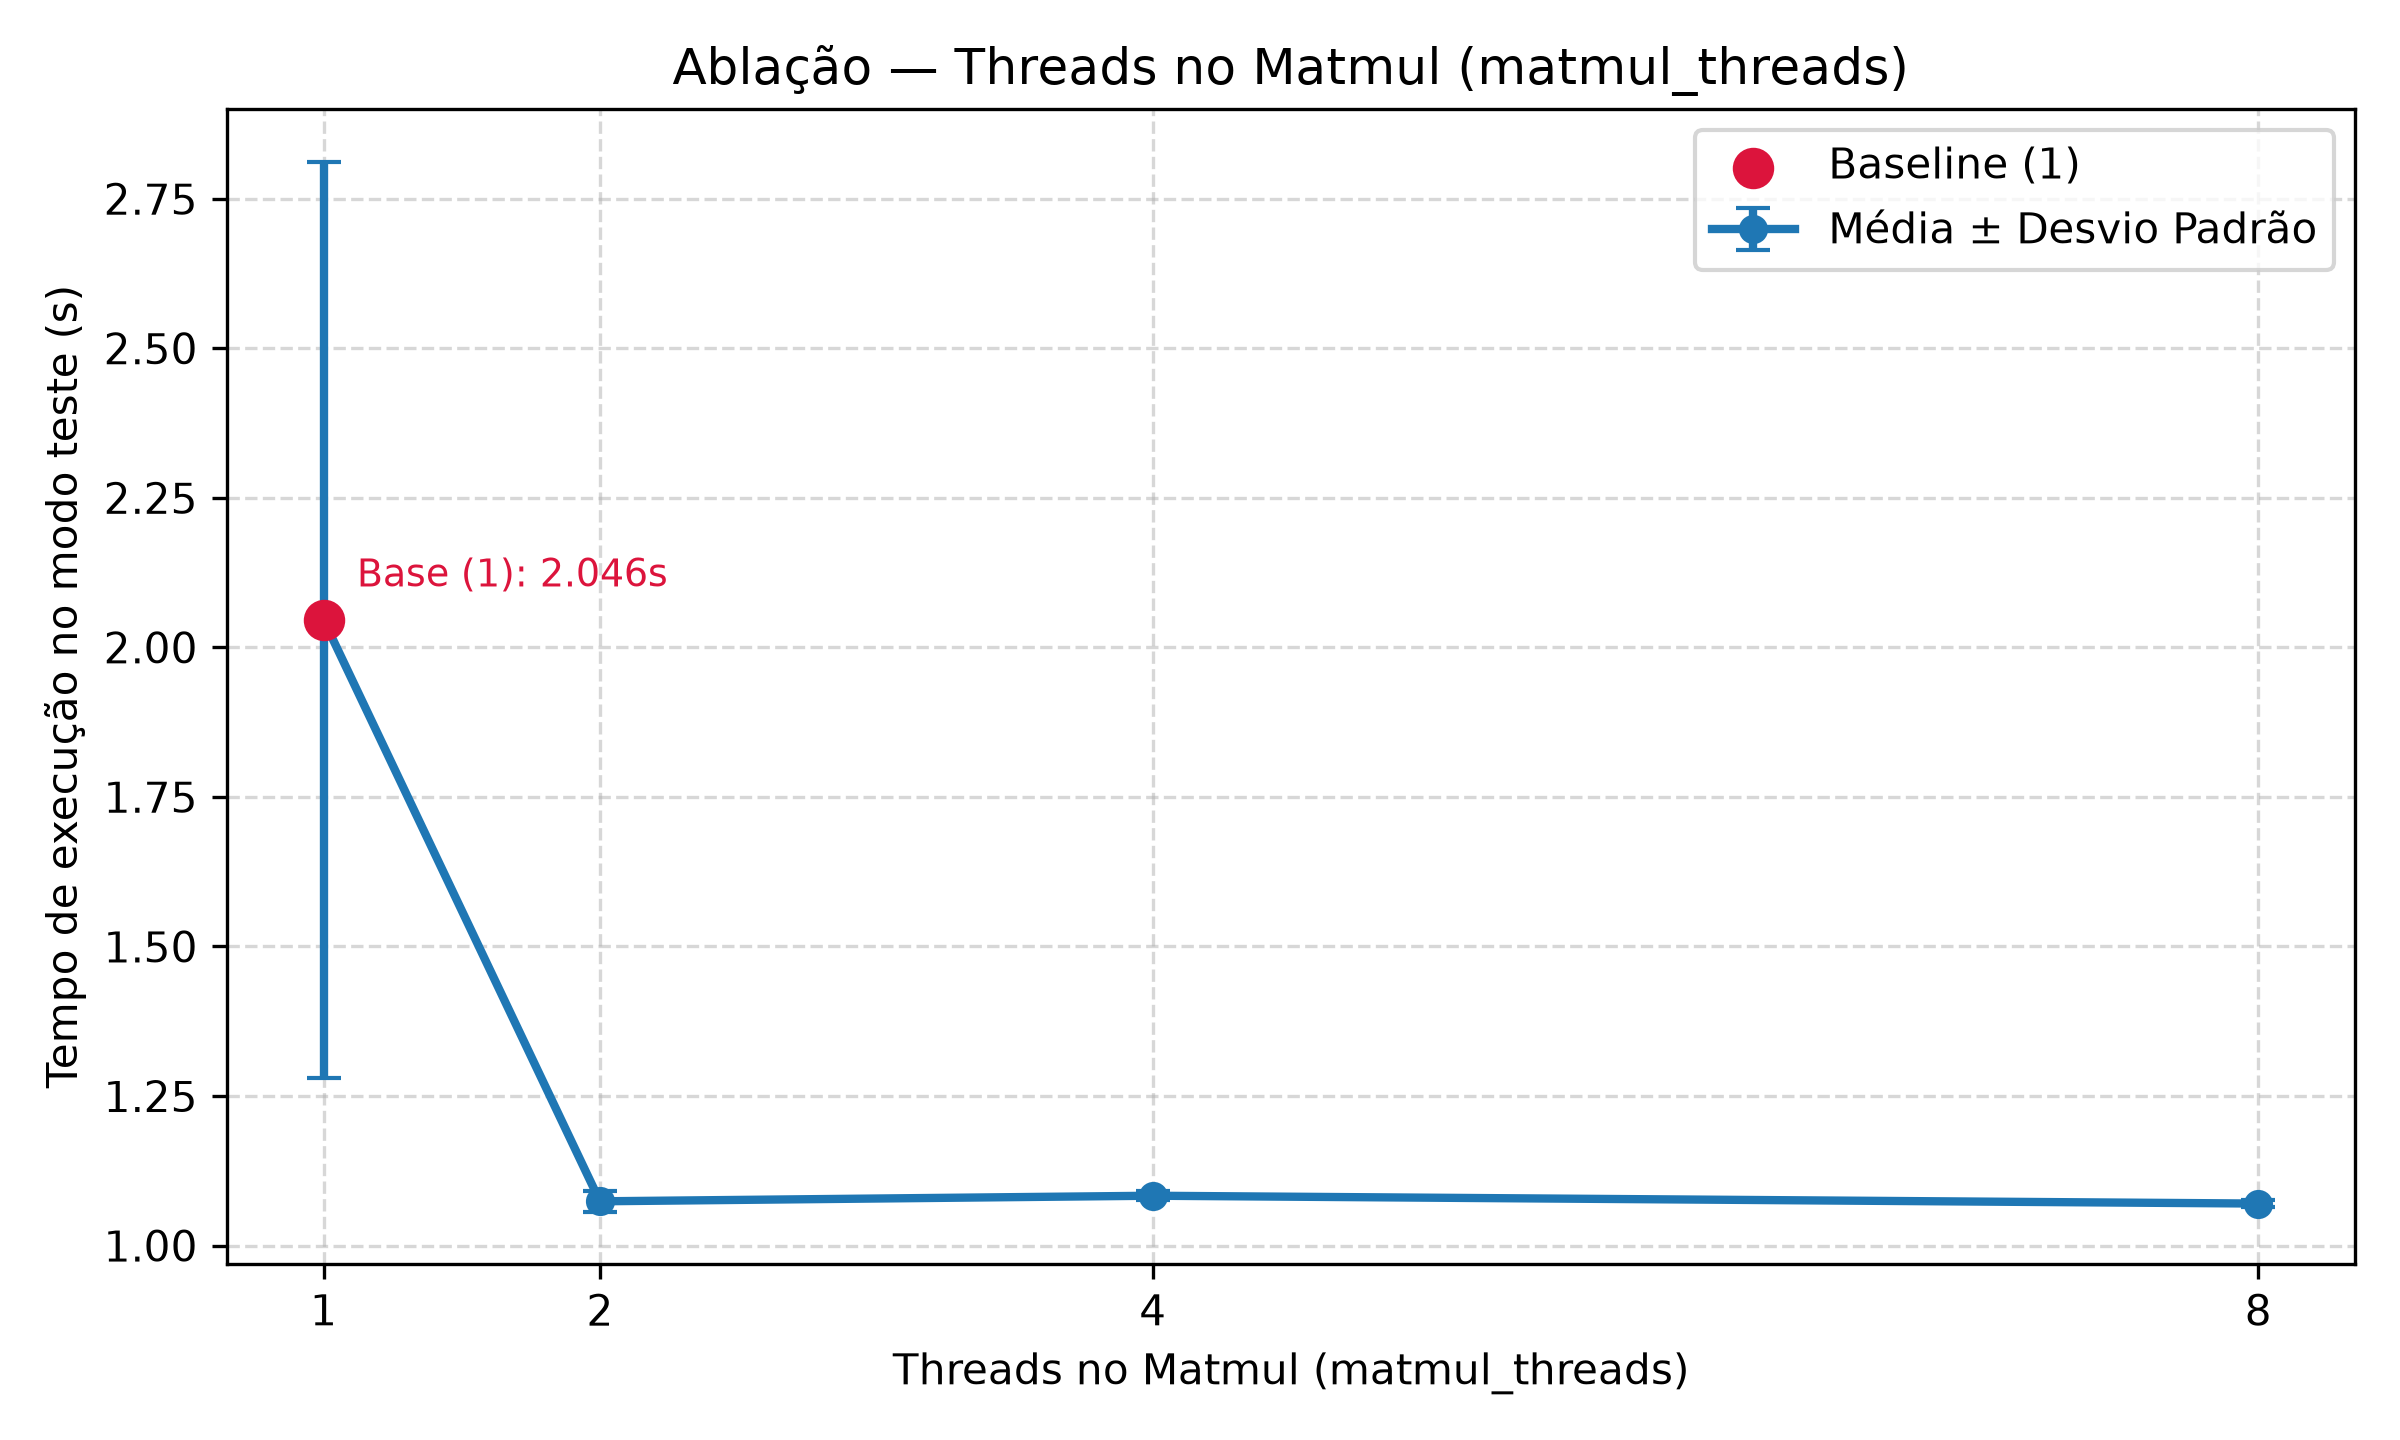 Ablação — Threads no Matmul (matmul_threads)
Baseline (1)
Média ± Desvio Padrão
Tempo de execução no modo teste (s)
2.75
2.50
2.25
2.00
1.75
1.50
1.25
1.00
Base (1): 2.046s
1
2
4
8
Threads no Matmul (matmul_threads)